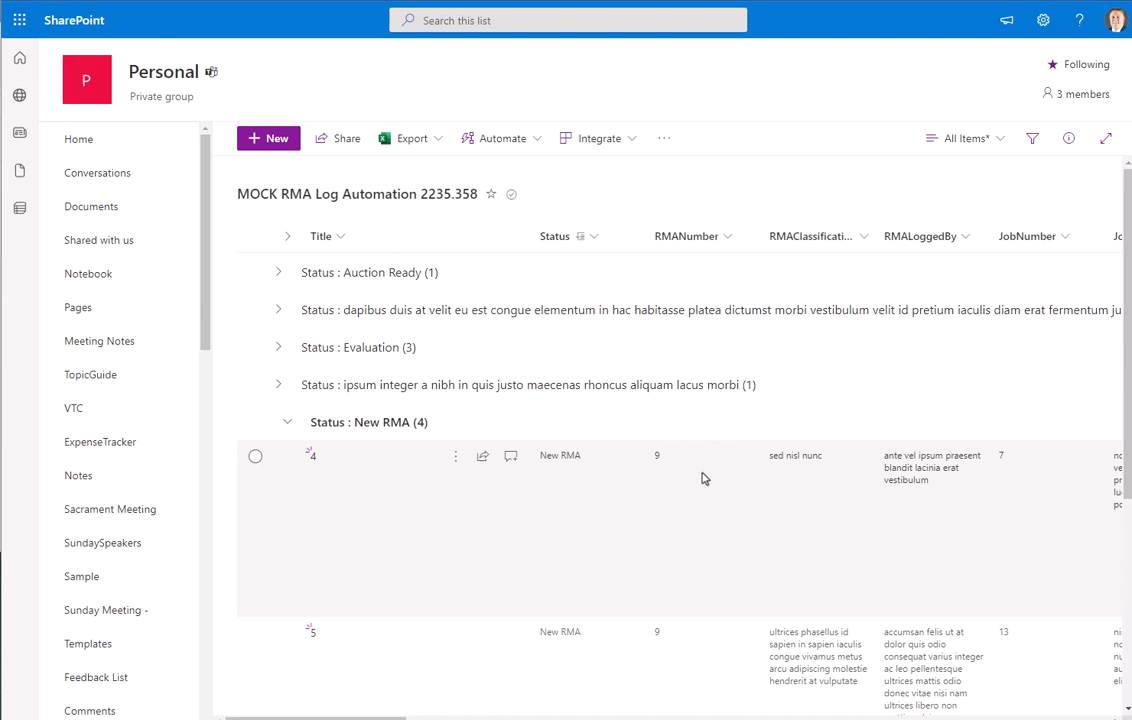 SharePoint
Search this list
P
Personal
Private group
Following
3 members
Home
Conversations
Documents
Shared with us
Notebook
Pages
Meeting Notes
TopicGuide
VTC
ExpenseTracker
Notes
Sacrament Meeting
SundaySpeakers
Sample
Sunday Meeting -
Templates
Feedback List
Comments
+ New
Share
Export
Automate
Integrate
...
All Items*
MOCK RMA Log Automation 2235.358
Title
Status
RMANumber
RMAClassificati...
RMALoggedBy
JobNumber
Status : Auction Ready (1)
Status : dapibus duis at velit eu est congue elementum in hac habitasse platea dictumst morbi vestibulum velit id pretium iaculis diam erat fermentum ju
Status : Evaluation (3)
Status : ipsum integer a nibh in quis justo maecenas rhoncus aliquam lacus morbi (1)
Status : New RMA (4)
4
New RMA
9
sed nisl nunc
ante vel ipsum praesent
blandit lacinia erat
vestibulum
7
5
New RMA
9
ultrices phasellus id
sapien in sapien iaculis
congue vivamus metus
arcu adipiscing molestie
hendrerit at vulputate
accumsan felis ut at
dolor quis odio
consequat varius integer
ac leo pellentesque
ultrices mattis odio
donec vitae nisi nam
ultrices libero non
13